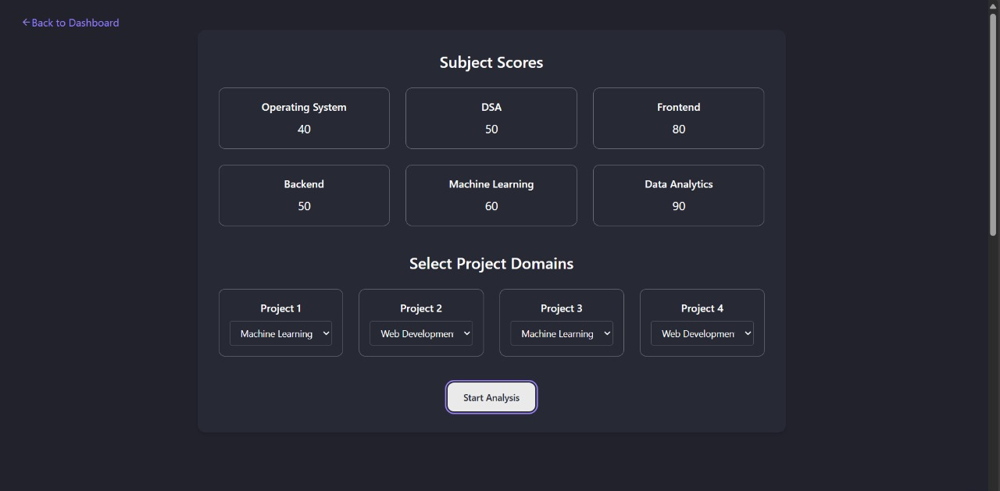 ←Back to Dashboard
Subject Scores
Operating System
40
DSA
50
Frontend
80
Backend
50
Machine Learning
60
Data Analytics
90
Select Project Domains
Project 1
Machine Learning
Project 2
Web Developmen
Project 3
Machine Learning
Project 4
Web Developmen
Start Analysis